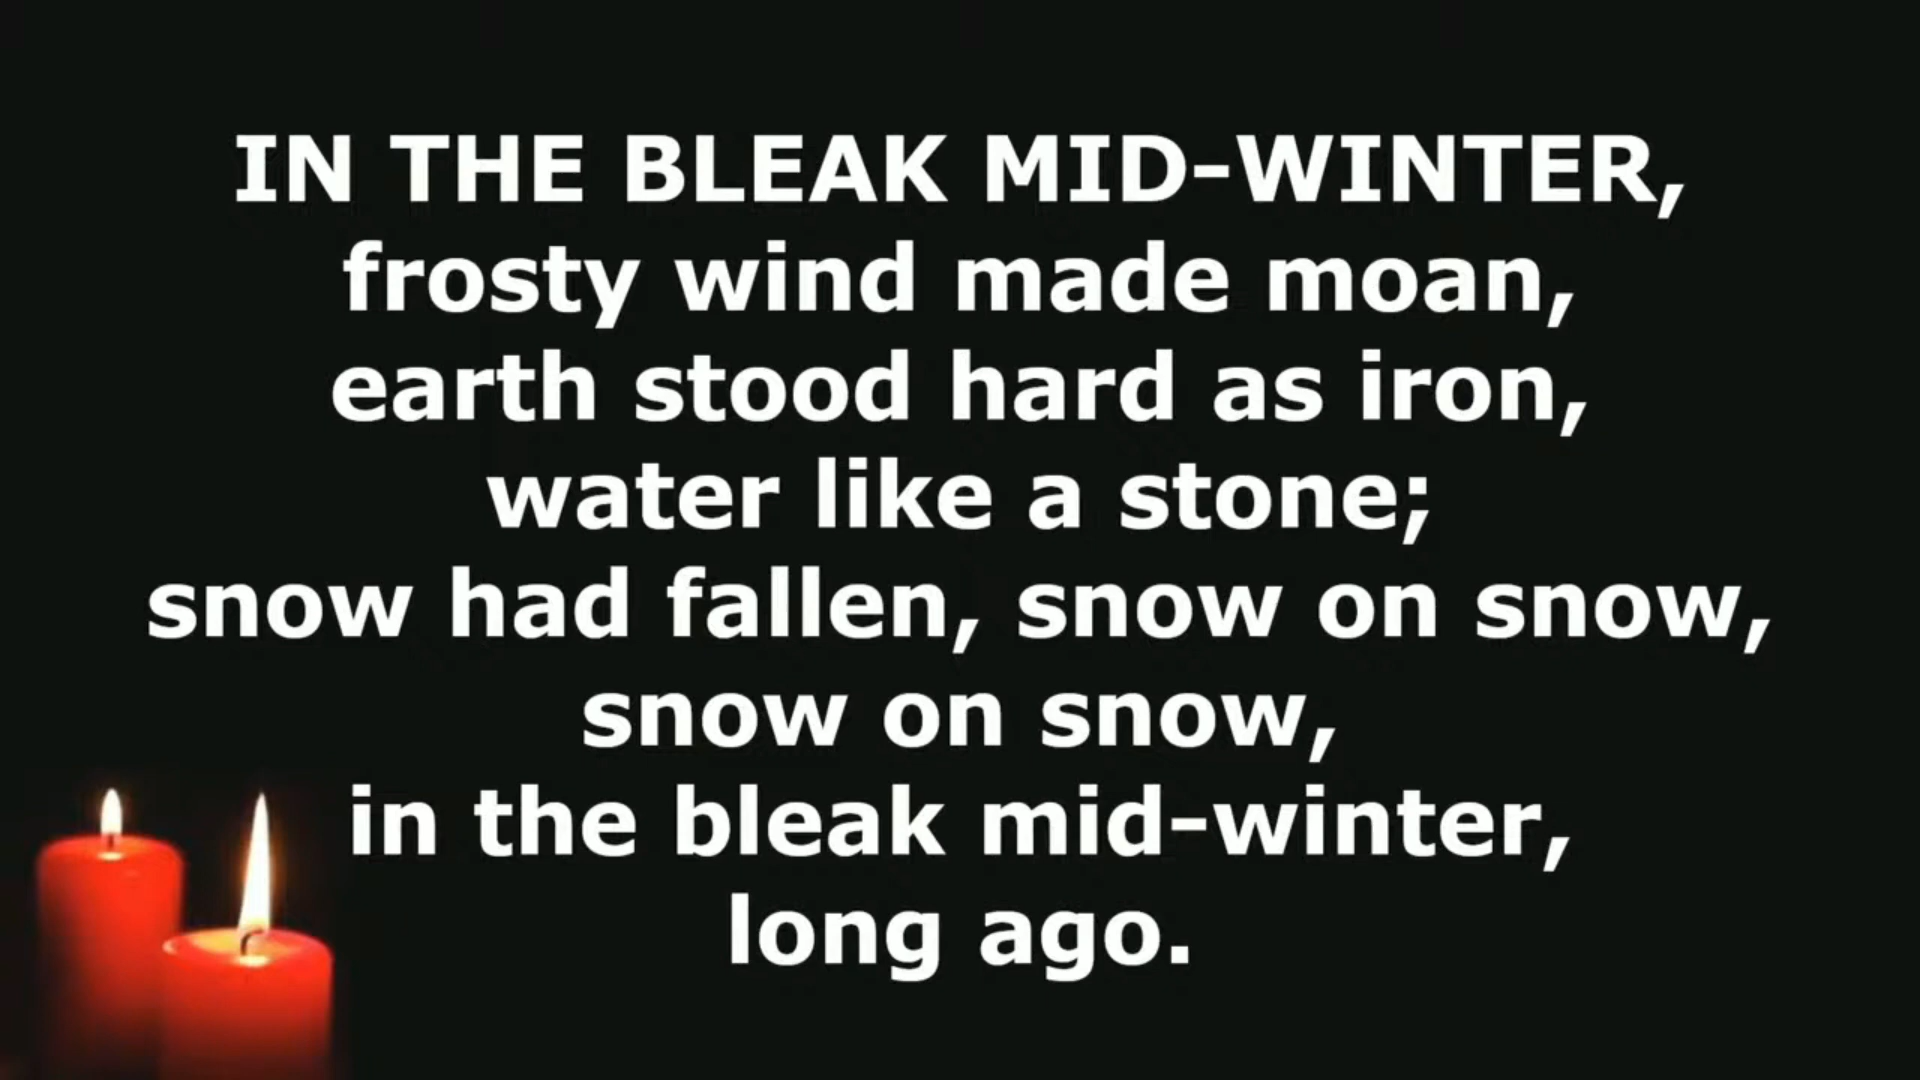 IN THE BLEAK MID-WINTER,
frosty wind made moan,
earth stood hard as iron,
water like a stone;
snow had fallen, snow on snow,
snow on snow,
in the bleak mid-winter,
long ago.